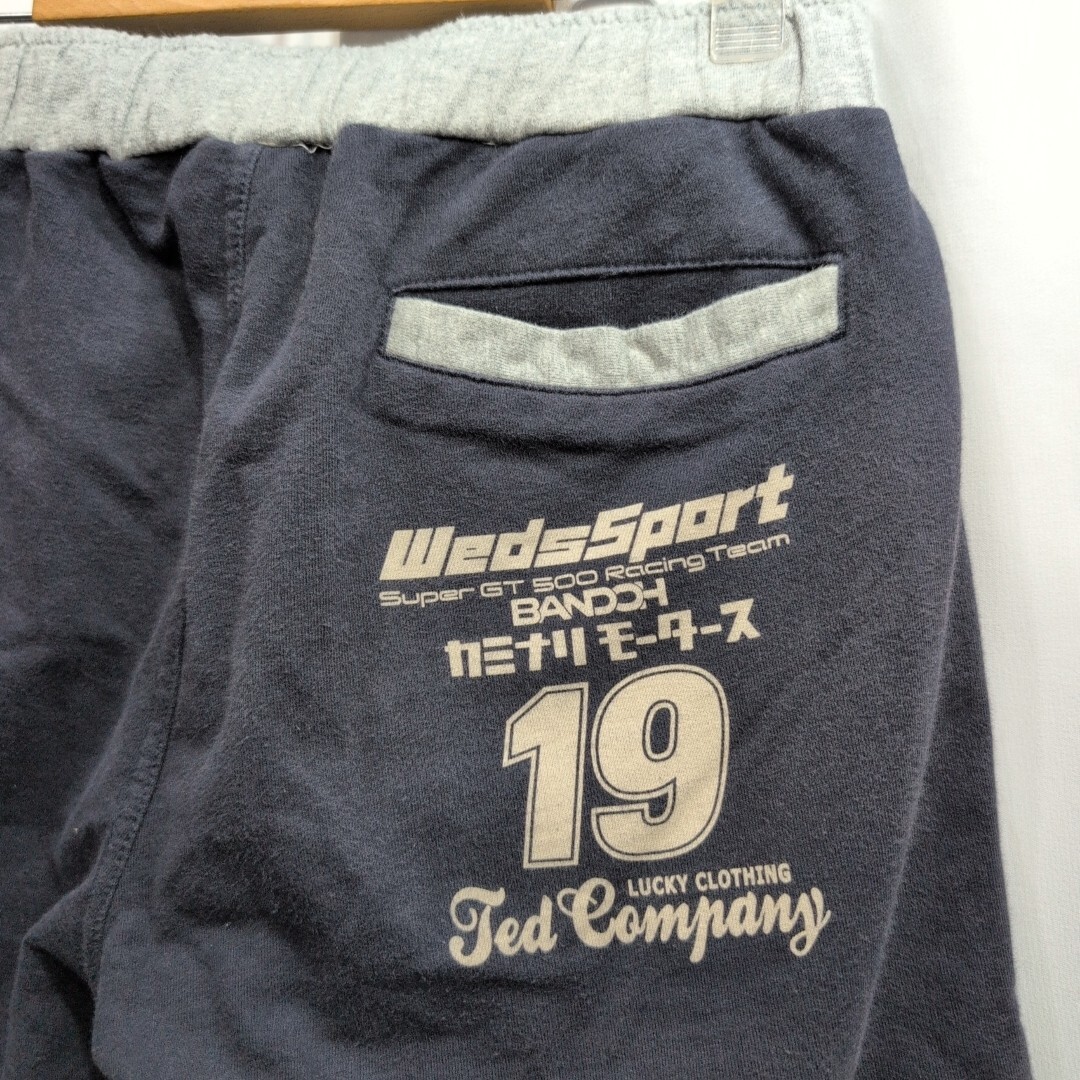 WedsSport
Super GT 500 Racing Team
BANDOH
カミナリ モータース
19
LUCKY CLOTHING
Ted Company